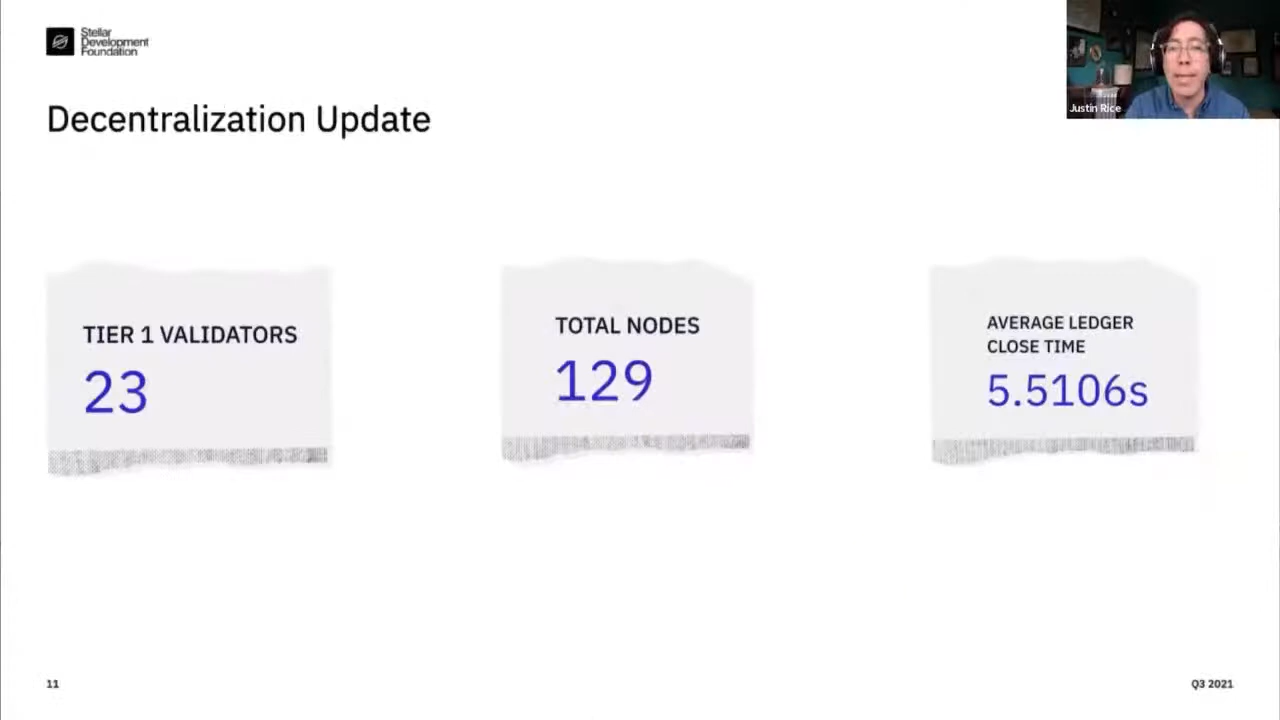 Stellar
Development
Foundation
Justin Rice
Decentralization Update
TIER 1 VALIDATORS
23
TOTAL NODES
129
AVERAGE LEDGER
CLOSE TIME
5.5106s
11
Q3 2021